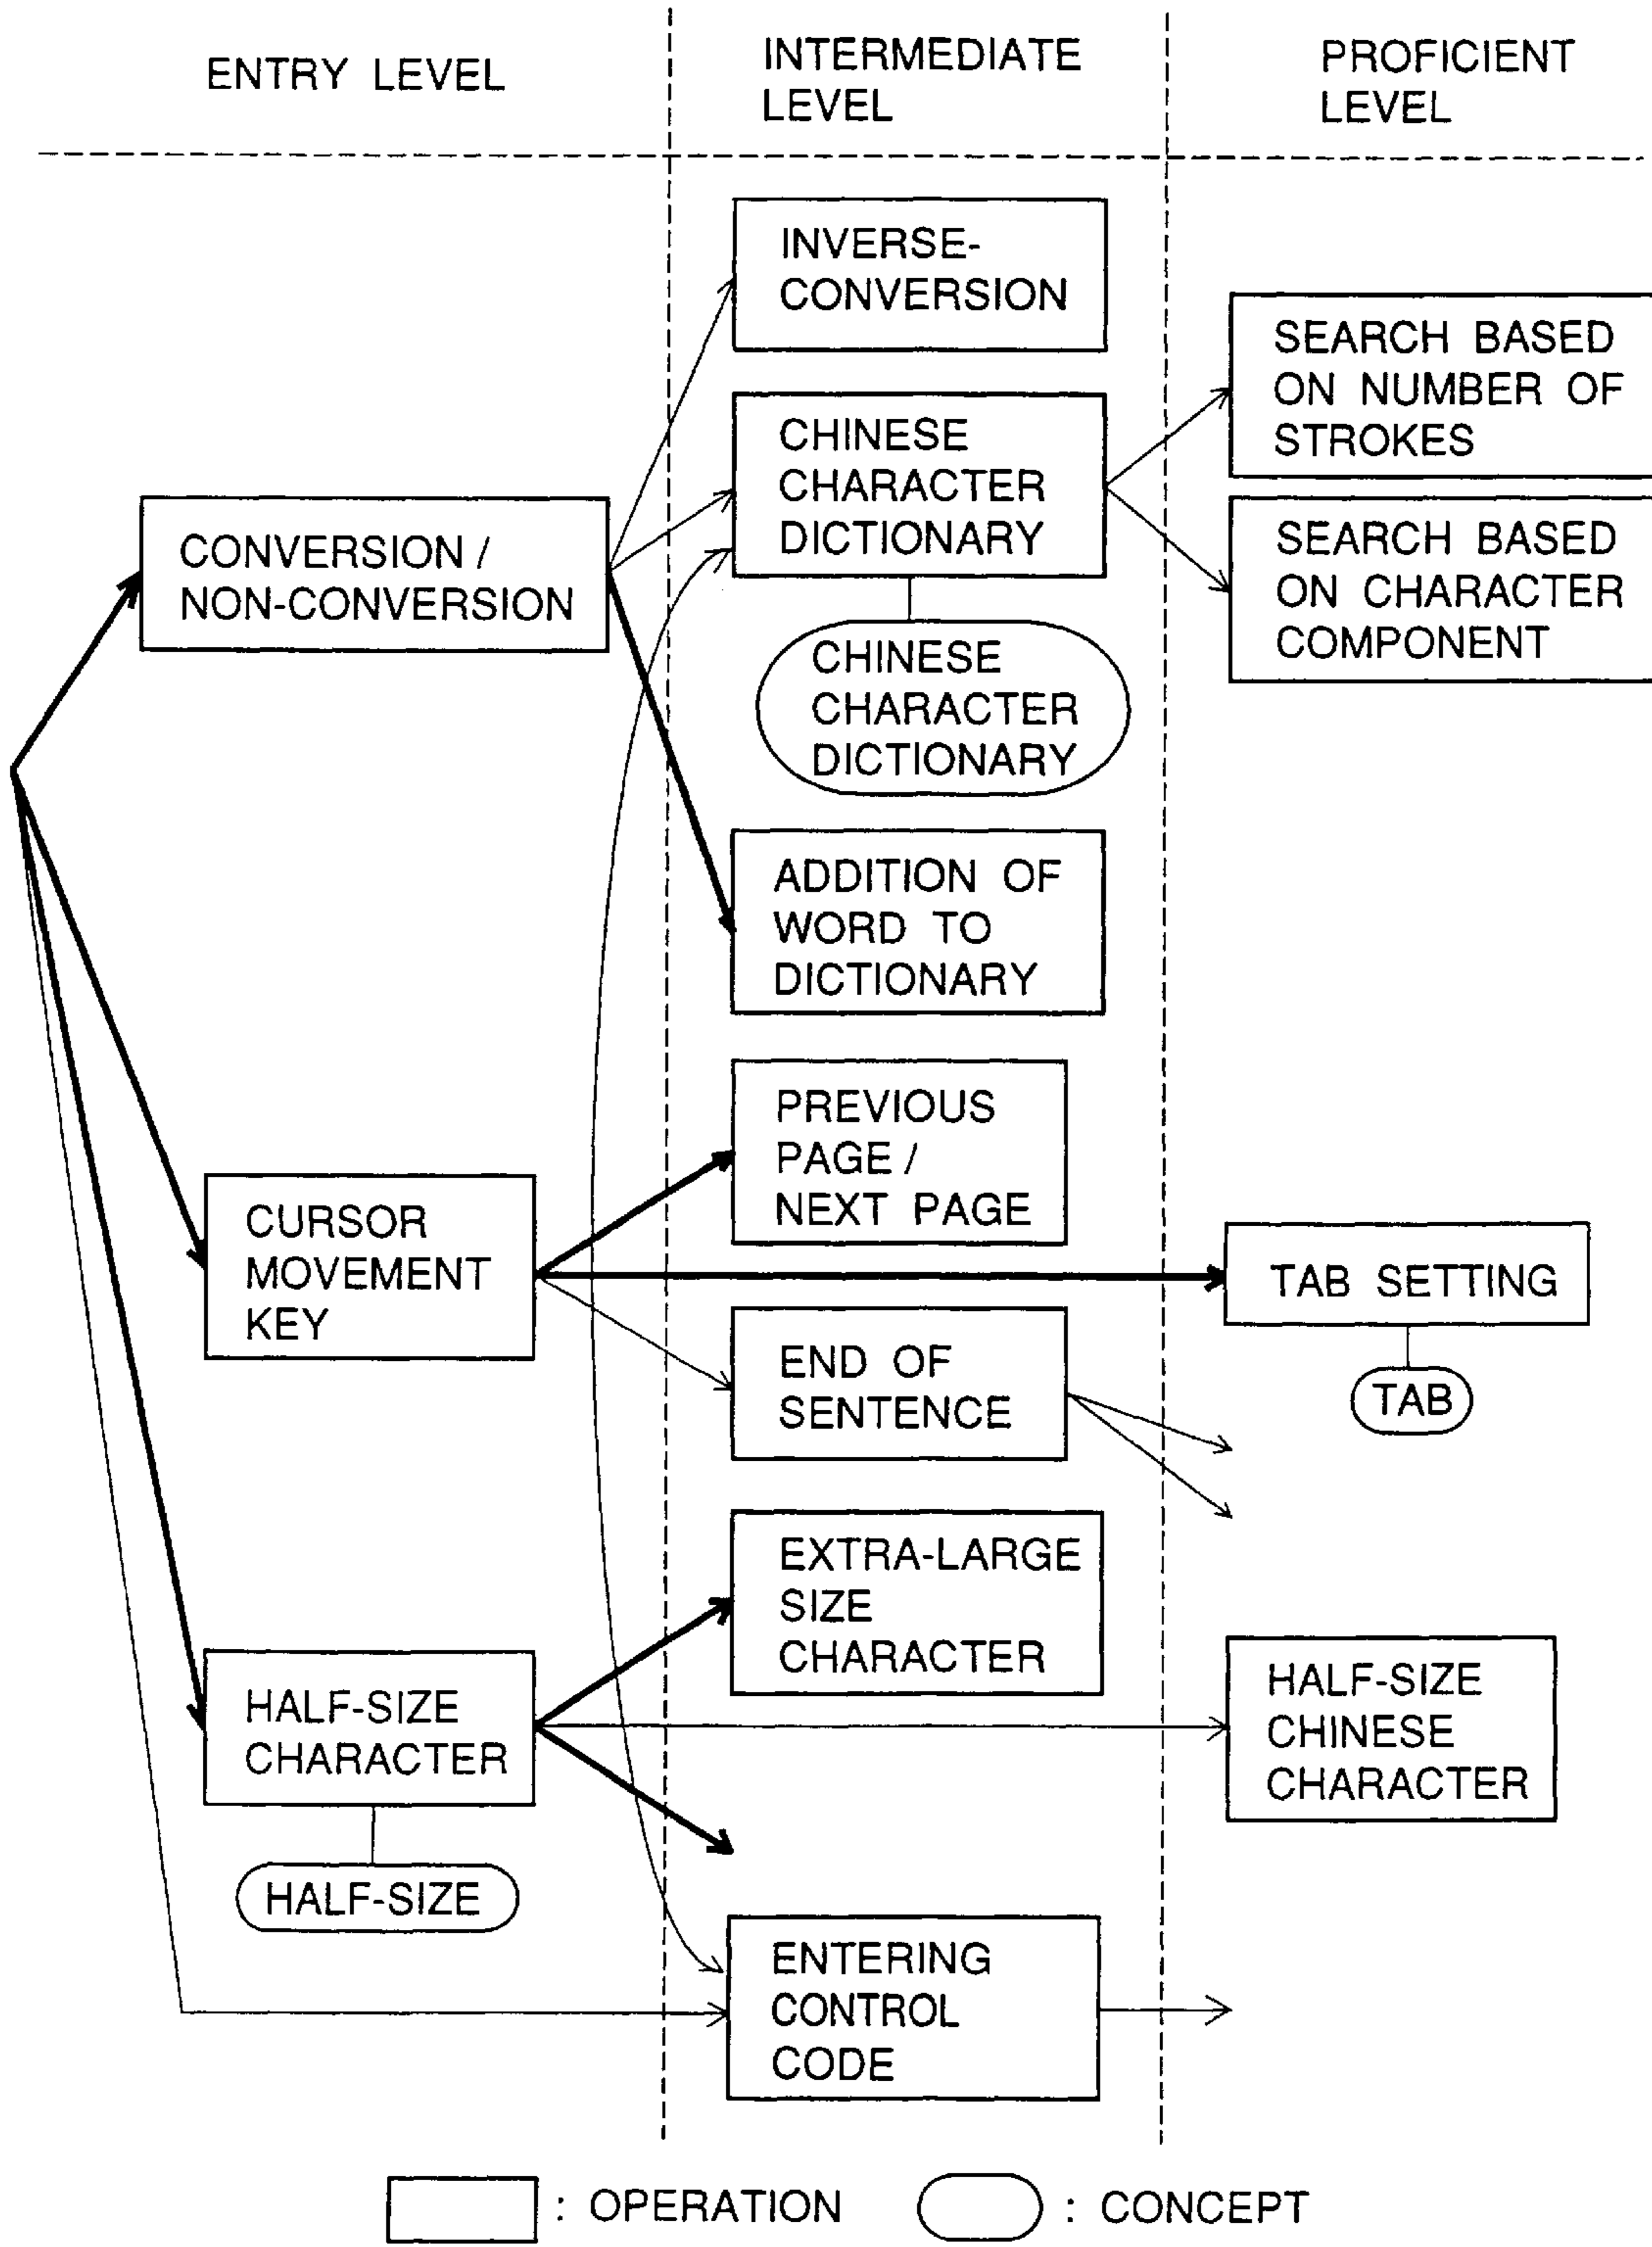 ENTRY LEVEL
INTERMEDIATE
LEVEL
PROFICIENT
LEVEL
INVERSE-
CONVERSION
SEARCH BASED
ON NUMBER OF
STROKES
CHINESE
CHARACTER
DICTIONARY
SEARCH BASED
ON CHARACTER
COMPONENT
CONVERSION /
NON-CONVERSION
CHINESE
CHARACTER
DICTIONARY
ADDITION OF
WORD TO
DICTIONARY
PREVIOUS
PAGE /
NEXT PAGE
CURSOR
MOVEMENT
KEY
TAB SETTING
TAB
END OF
SENTENCE
EXTRA-LARGE
SIZE
CHARACTER
HALF-SIZE
CHARACTER
HALF-SIZE
CHINESE
CHARACTER
HALF-SIZE
ENTERING
CONTROL
CODE
: OPERATION
: CONCEPT